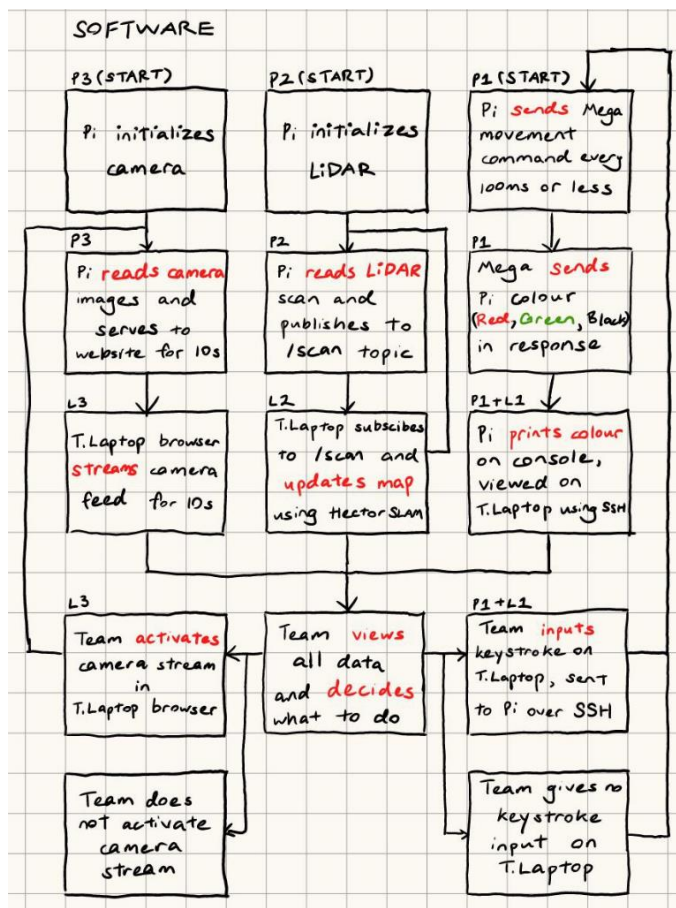 SOFTWARE
P3 (START)
Pi initializes
camera
P2 (START)
Pi initializes
LiDAR
P1 (START)
Pi sends Mega
movement
command every
100ms or less
P3
Pi reads camera
images and
serves to
website for 10s
P2
Pi reads LiDAR
scan and
publishes to
/scan topic
P1
Mega sends
Pi colour
(Red, Green, Black)
in response
L3
T.Laptop browser
streams camera
feed for 10s
L2
T.Laptop subscibes
to /scan and
updates map
using Hector SLAM
P1+L1
Pi prints colour
on console,
viewed on
T.Laptop using SSH
L3
Team activates
camera stream
in
T.Laptop browser
Team views
all data
and decides
what to do
P1+L1
Team inputs
keystroke on
T.Laptop, sent
to Pi over SSH
Team does
not activate
camera
stream
Team gives no
keystroke
input on
T.Laptop